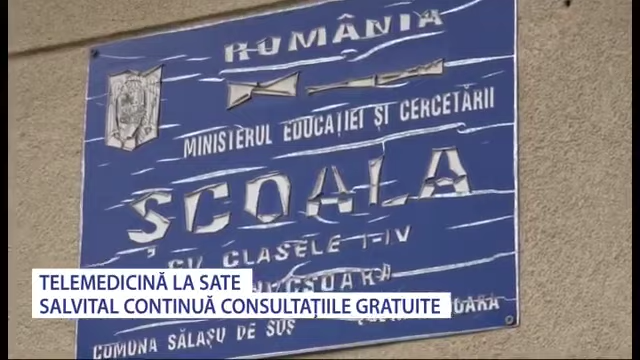 ROMÂNIA
MINISTERUL EDUCAȚIEI ȘI CERCETĂRII
ȘCOALA
CU CLASELE I-IV
TELEMEDICINĂ LA SATE
SALVITAL CONTINUĂ CONSULTAȚIILE GRATUITE
COMUNA SĂLAȘU DE SUS